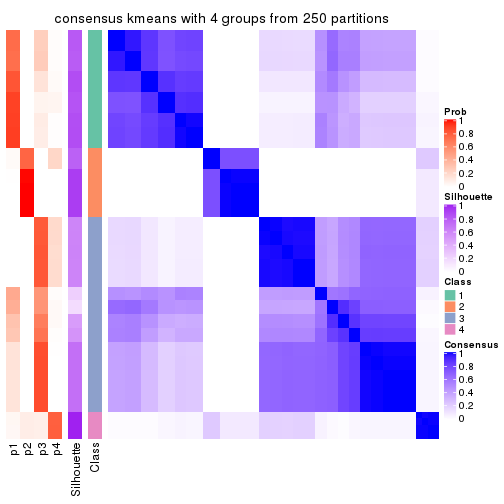 consensus kmeans with 4 groups from 250 partitions
Prob
1
0.8
0.6
0.4
0.2
0
Silhouette
1
0.8
0.6
0.4
0.2
0
Class
1
2
3
4
Consensus
1
0.8
0.6
0.4
0.2
0
p1
p2
p3
p4
Silhouette
Class